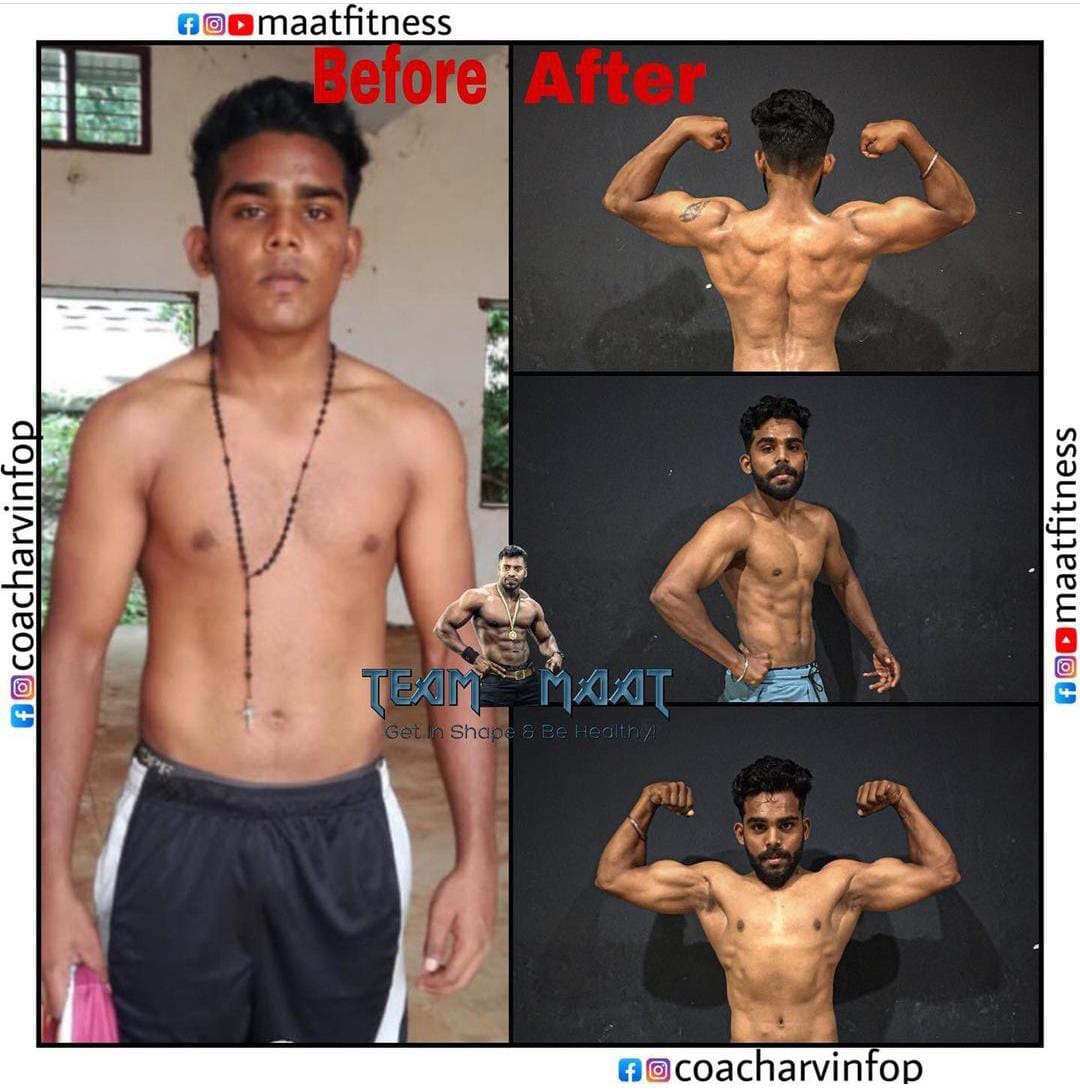 maatfitness
Before
After
coacharvinfop
maatfitness
TEAM MAAT
Get In Shape & Be Healthy!
coacharvinfop